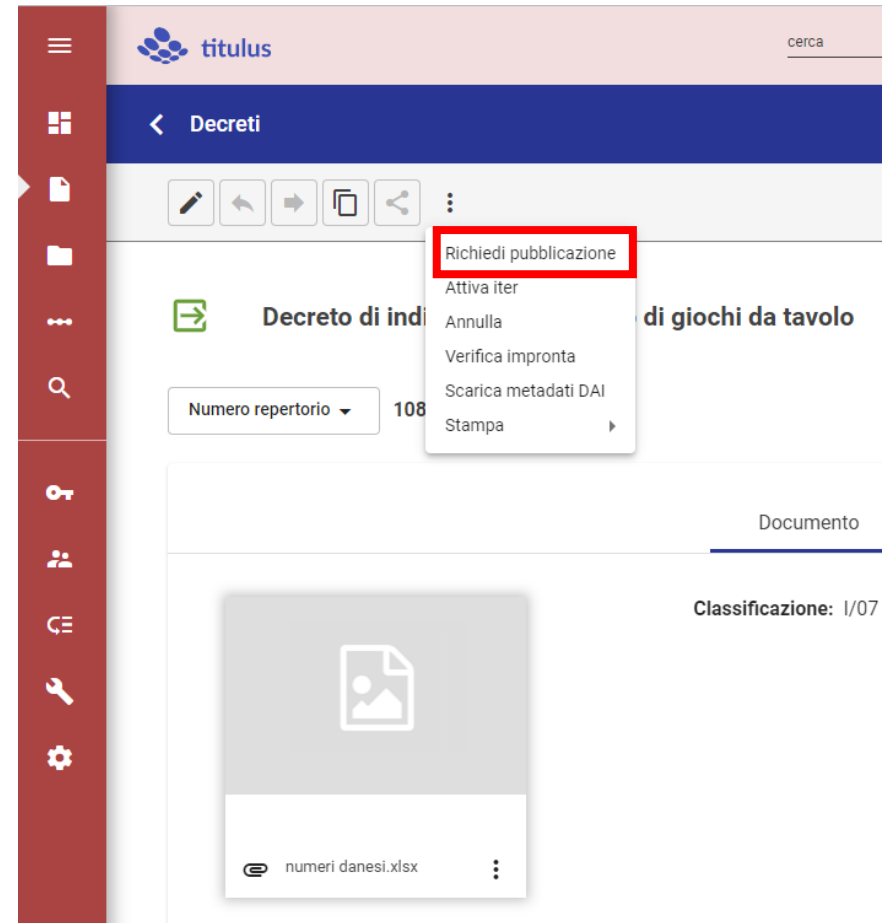 titulus
cerca
Decreti
Richiedi pubblicazione
Attiva iter
Annulla
Verifica impronta
Scarica metadati DAI
Stampa
Decreto di indi di giochi da tavolo
Numero repertorio 108
Documento
Classificazione: I/07
numeri danesi.xlsx